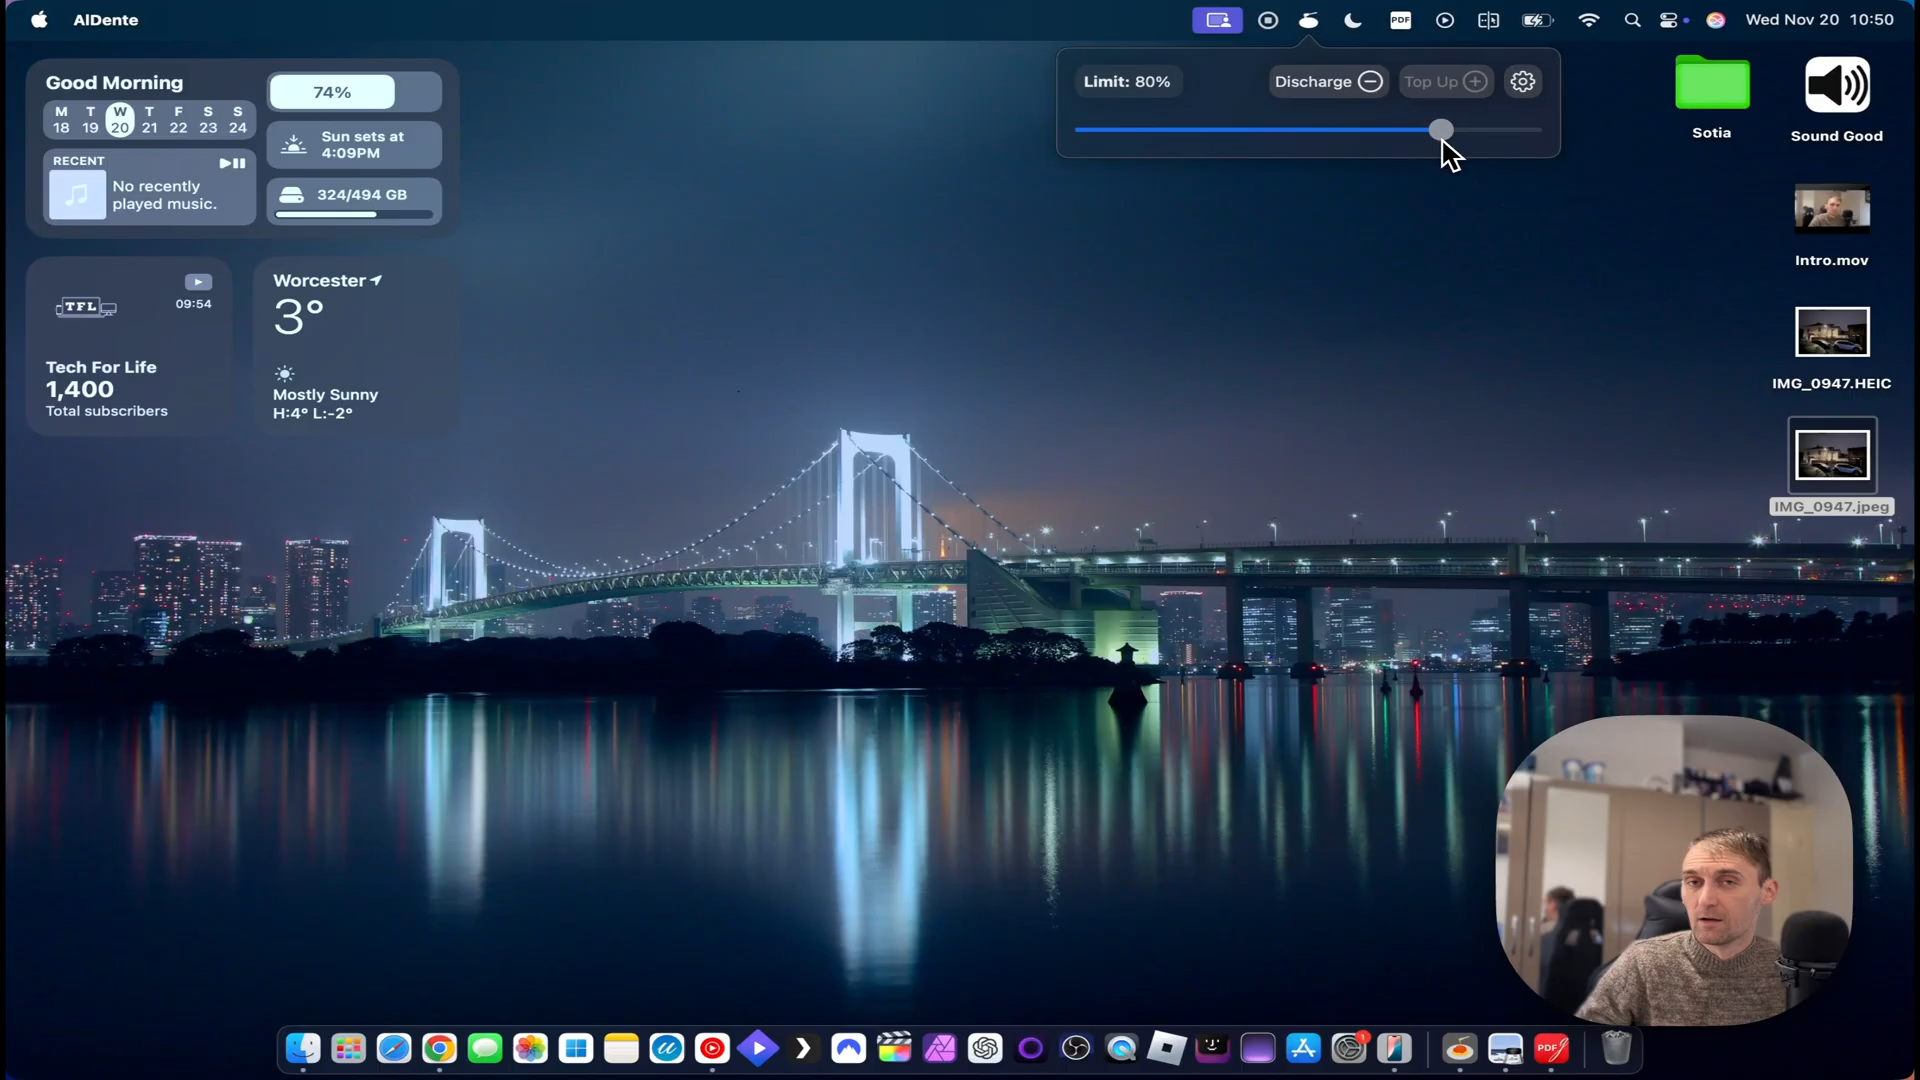 AlDente
PDF
Wed Nov 20 10:50
Good Morning
M T W T F S S
18 19 20 21 22 23 24
74%
Sun sets at
4:09PM
RECENT
No recently
played music.
324/494 GB
TFL
09:54
Tech For Life
1,400
Total subscribers
Worcester
3°
Mostly Sunny
H:4° L:-2°
Limit: 80%
Discharge
Top Up
Sotia
Sound Good
Intro.mov
IMG_0947.HEIC
IMG_0947.jpeg
1
PDF